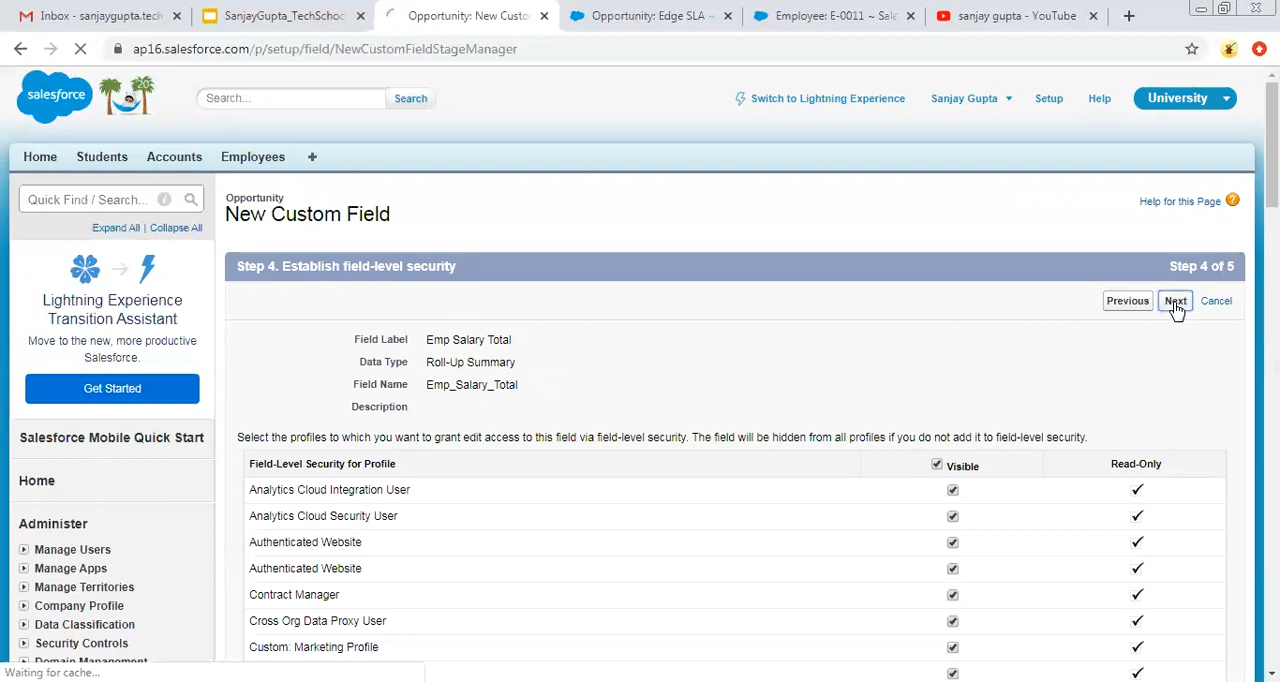 Inbox - sanjaygupta.tech
SanjayGupta_TechSchoo
Opportunity: New Custo
Opportunity: Edge SLA ~
Employee: E-0011 ~ Sale
sanjay gupta - YouTube
ap16.salesforce.com/p/setup/field/NewCustomFieldStageManager
salesforce
20
Search...
Search
Switch to Lightning Experience
Sanjay Gupta
Setup
Help
University
Home
Students
Accounts
Employees
+
Quick Find / Search...
Expand All | Collapse All
Lightning Experience
Transition Assistant
Move to the new, more productive
Salesforce.
Get Started
Salesforce Mobile Quick Start
Home
Administer
Manage Users
Manage Apps
Manage Territories
Company Profile
Data Classification
Security Controls
Domain Management
Waiting for cache...
Opportunity
New Custom Field
Help for this Page
Step 4. Establish field-level security
Step 4 of 5
Previous
Next
Cancel
Field Label Emp Salary Total
Data Type Roll-Up Summary
Field Name Emp_Salary_Total
Description
Select the profiles to which you want to grant edit access to this field via field-level security. The field will be hidden from all profiles if you do not add it to field-level security.
Field-Level Security for Profile Visible Read-Only
Analytics Cloud Integration User
Analytics Cloud Security User
Authenticated Website
Authenticated Website
Contract Manager
Cross Org Data Proxy User
Custom: Marketing Profile